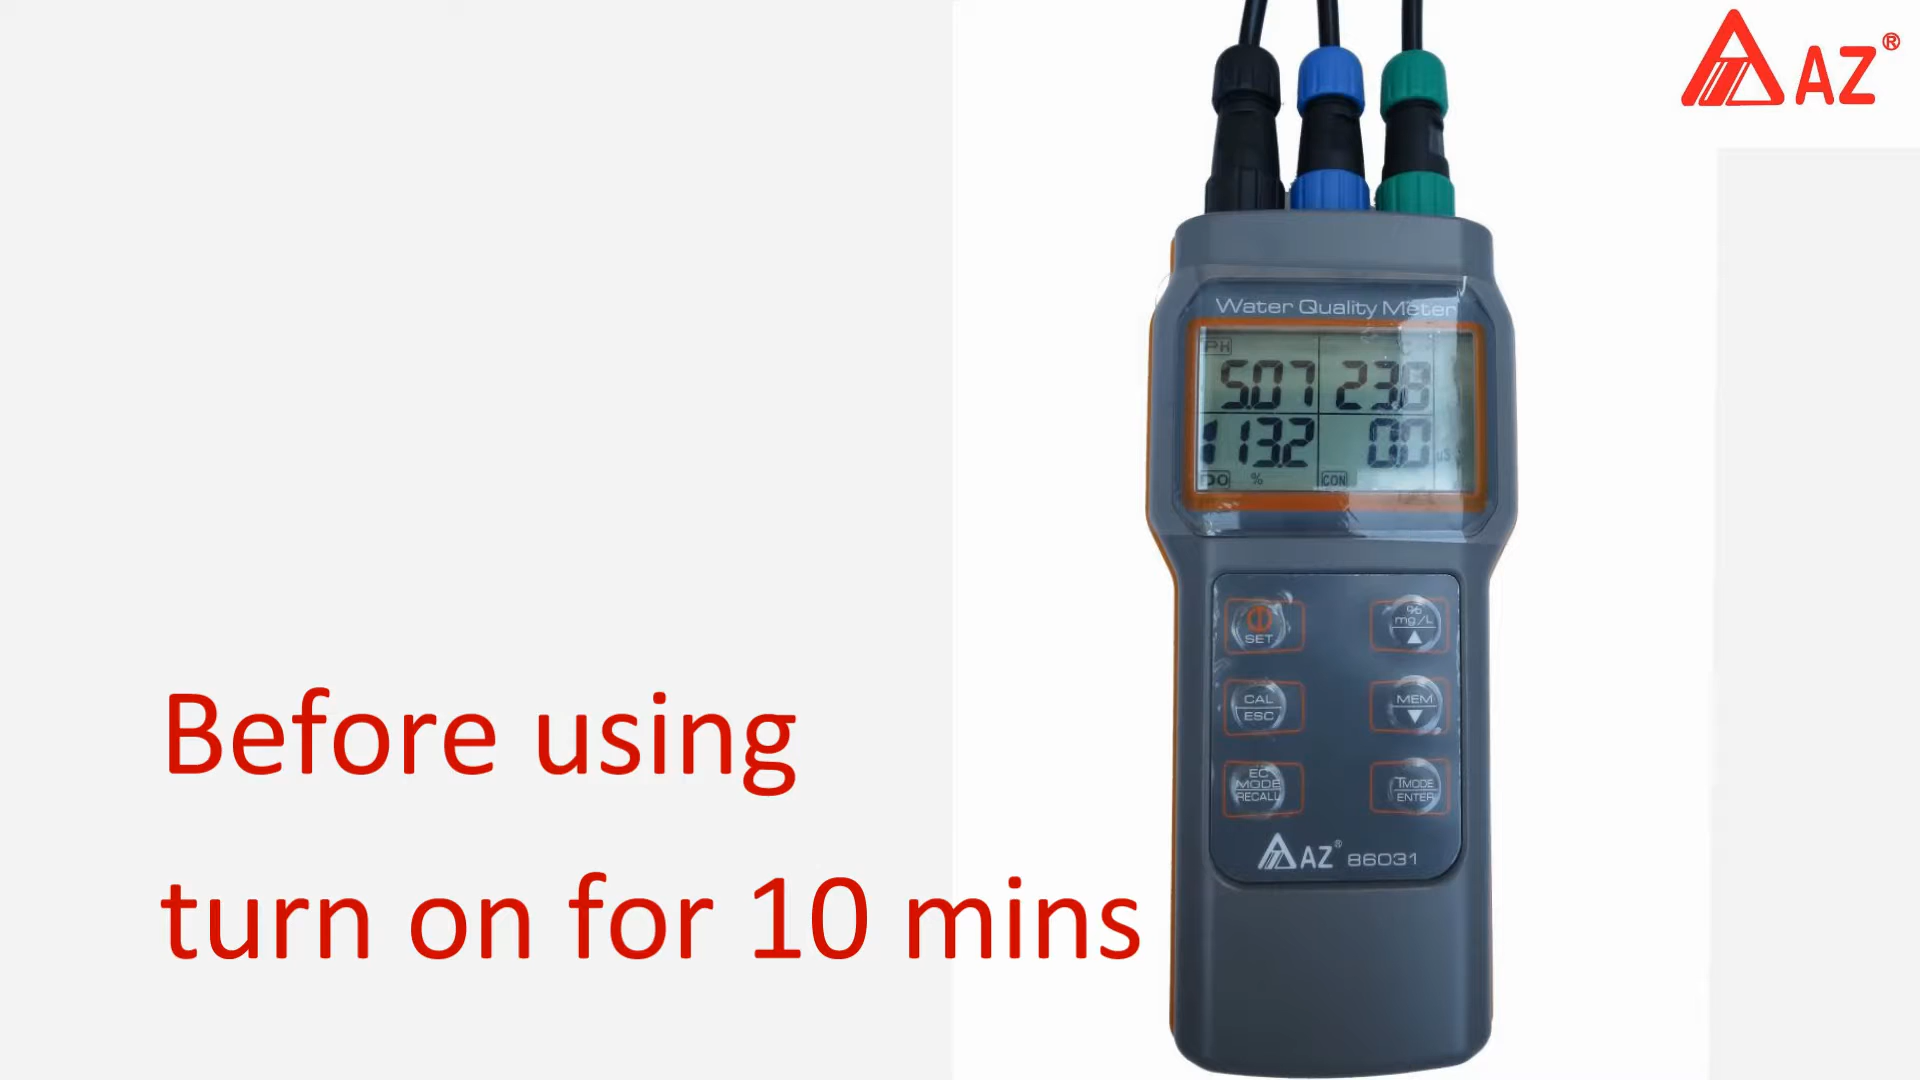 AZ®
Water Quality Meter
PH
5.07 23.8
113.2 0.0 µS
DO % CON
SET
%
mg/L
CAL
ESC
MEM
EC
MODE
RECALL
TMODE
ENTER
AZ® 86031
Before using
turn on for 10 mins